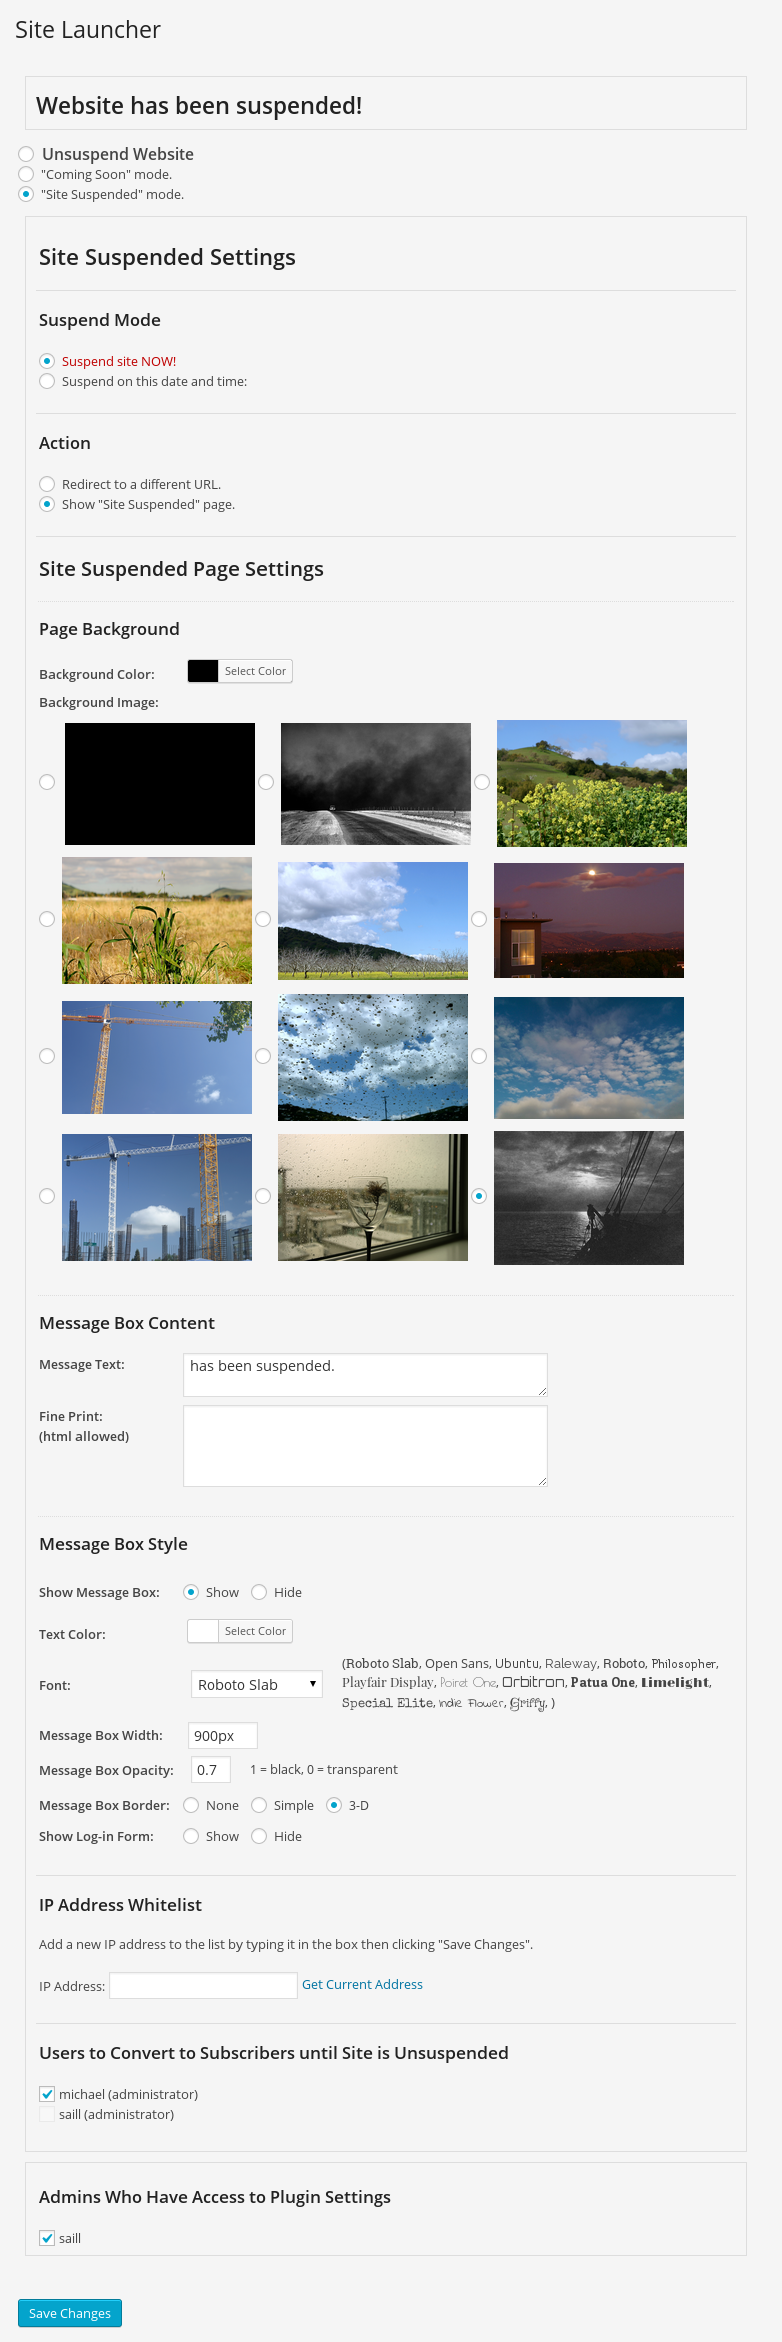 Site Launcher
Website has been suspended!
Unsuspend Website
"Coming Soon" mode.
"Site Suspended" mode.
Site Suspended Settings
Suspend Mode
Suspend site NOW!
Suspend on this date and time:
Action
Redirect to a different URL.
Show "Site Suspended" page.
Site Suspended Page Settings
Page Background
Background Color: Select Color
Background Image:
Message Box Content
Message Text: has been suspended.
Fine Print:
(html allowed)
Message Box Style
Show Message Box: Show Hide
Text Color: Select Color
Font: Roboto Slab
(Roboto Slab, Open Sans, Ubuntu, Raleway, Roboto, Philosopher,
Playfair Display, Poiret One, Orbitron, Patua One, Limelight,
Special Elite, Indie Flower, Griffy, )
Message Box Width: 900px
Message Box Opacity: 0.7 1 = black, 0 = transparent
Message Box Border: None Simple 3-D
Show Log-in Form: Show Hide
IP Address Whitelist
Add a new IP address to the list by typing it in the box then clicking "Save Changes".
IP Address: Get Current Address
Users to Convert to Subscribers until Site is Unsuspended
michael (administrator)
saill (administrator)
Admins Who Have Access to Plugin Settings
saill
Save Changes